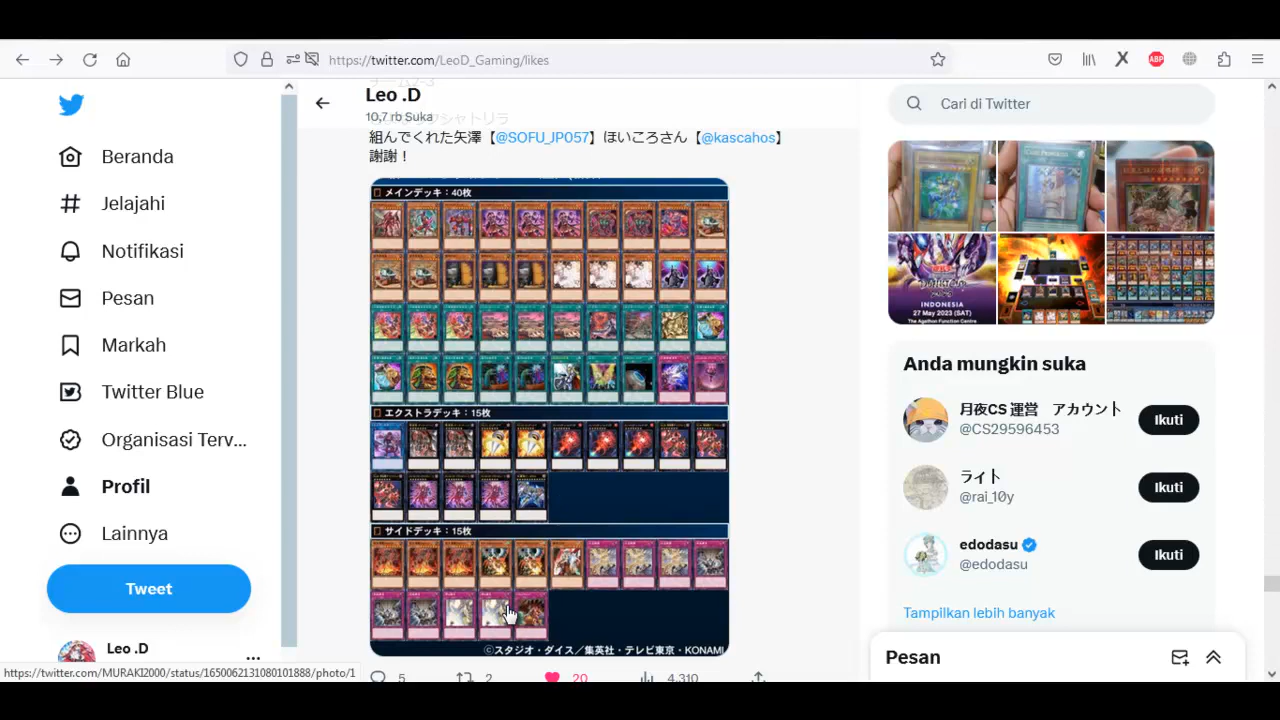 https://twitter.com/LeoD_Gaming/likes
ABP
Beranda
Jelajahi
Notifikasi
Pesan
Markah
Twitter Blue
Organisasi Terv...
Profil
Lainnya
Tweet
Leo .D
https://twitter.com/MURAKI2000/status/1650062131080101888/photo/1
Leo .D
10,7 rb Suka
組んでくれた矢澤【@SOFU_JP057】ほいころさん【@kascahos】
謝謝！
メインデッキ：40枚
エクストラデッキ：15枚
サイドデッキ：15枚
©スタジオ・ダイス／集英社・テレビ東京・KONAMI
5
2
20
4.310
Cari di Twitter
INDONESIA
27 May 2023 (SAT)
The Agathon Function Centre
Anda mungkin suka
月夜CS 運営　アカウント
@CS29596453
Ikuti
ライト
@rai_10y
Ikuti
edodasu
@edodasu
Ikuti
Tampilkan lebih banyak
Pesan